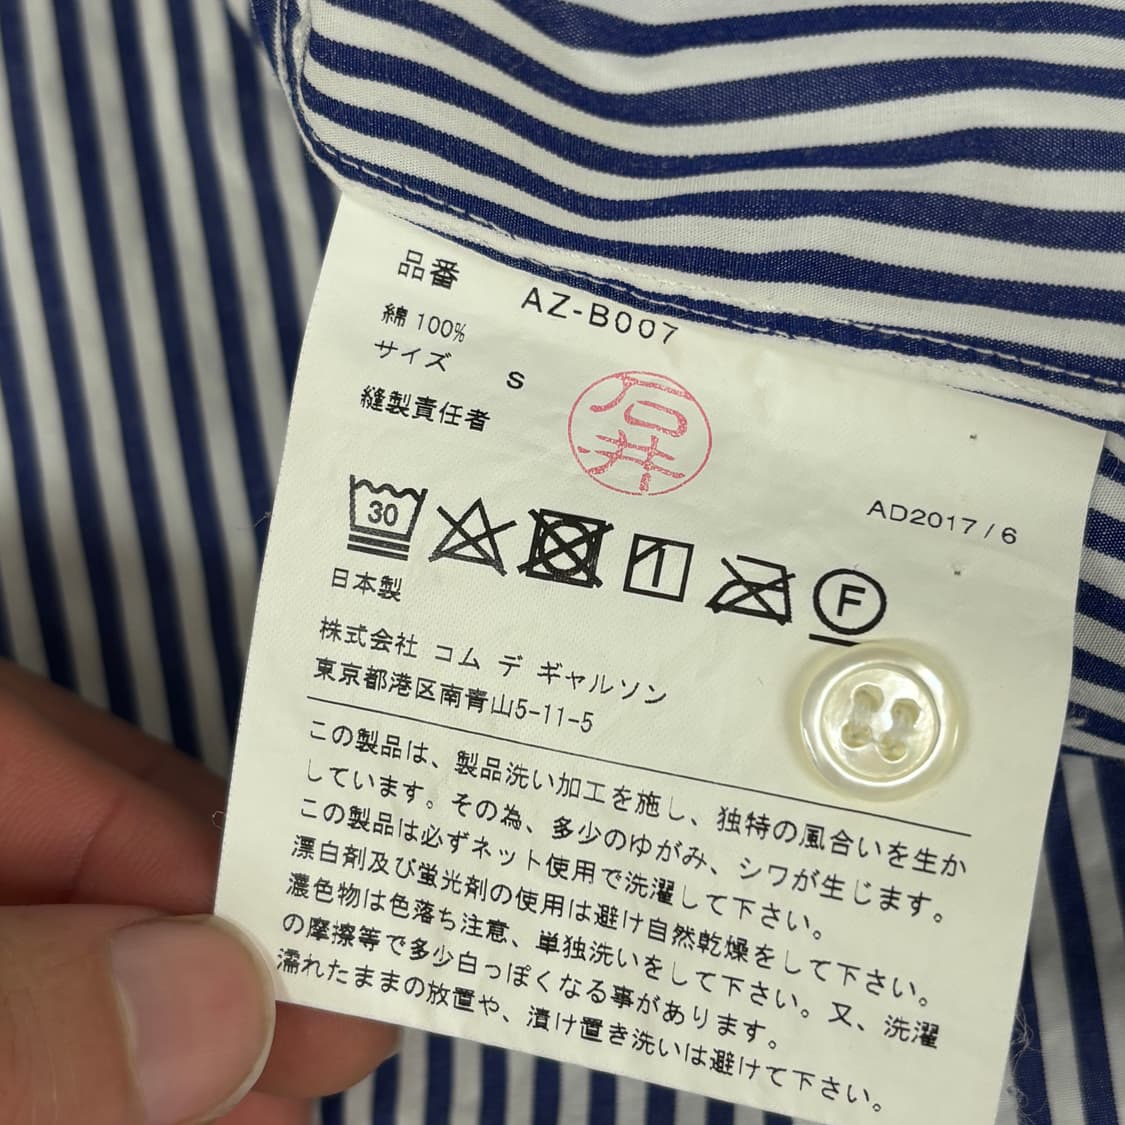 品番 AZ-B007
綿 100%
サイズ S
縫製責任者
石井
AD2017/6
30
F
日本製
株式会社 コム デ ギャルソン
東京都港区南青山5-11-5
この製品は、製品洗い加工を施し、独特の風合いを生か
しています。その為、多少のゆがみ、シワが生じます。
この製品は必ずネット使用で洗濯して下さい。
漂白剤及び蛍光剤の使用は避け自然乾燥をして下さい。
濃色物は色落ち注意、単独洗いをして下さい。又、洗濯
の摩擦等で多少白っぽくなる事があります。
濡れたままの放置や、漬け置き洗いは避けて下さい。